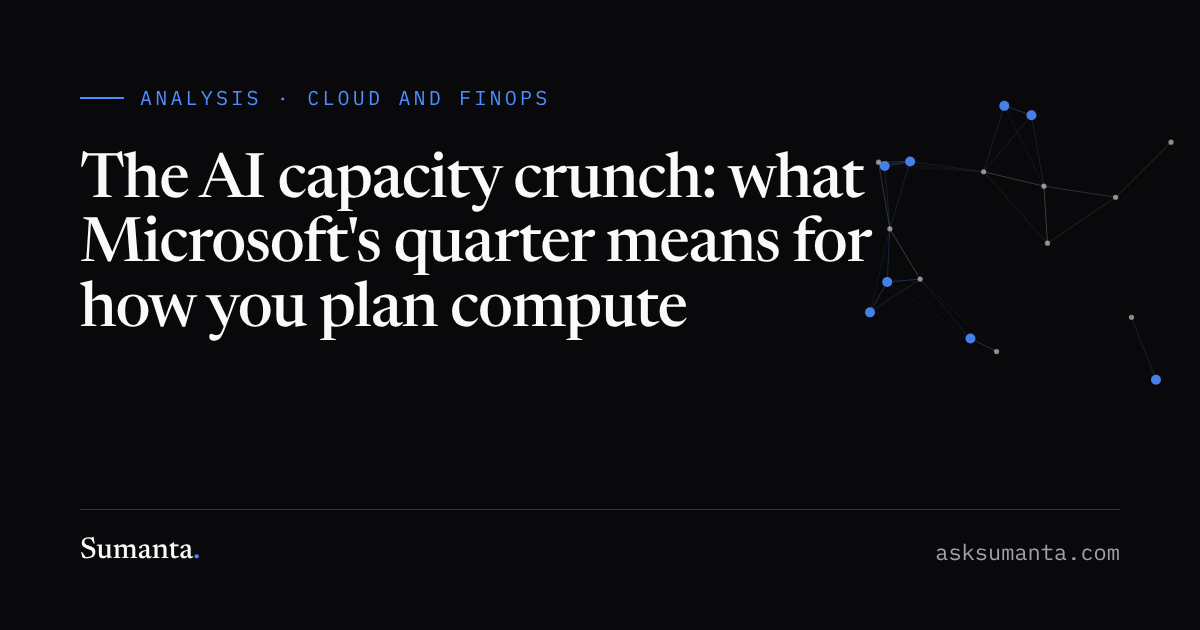 ANALYSIS · CLOUD AND FINOPS
The AI capacity crunch: what
Microsoft's quarter means for
how you plan compute
Sumanta.
asksumanta.com